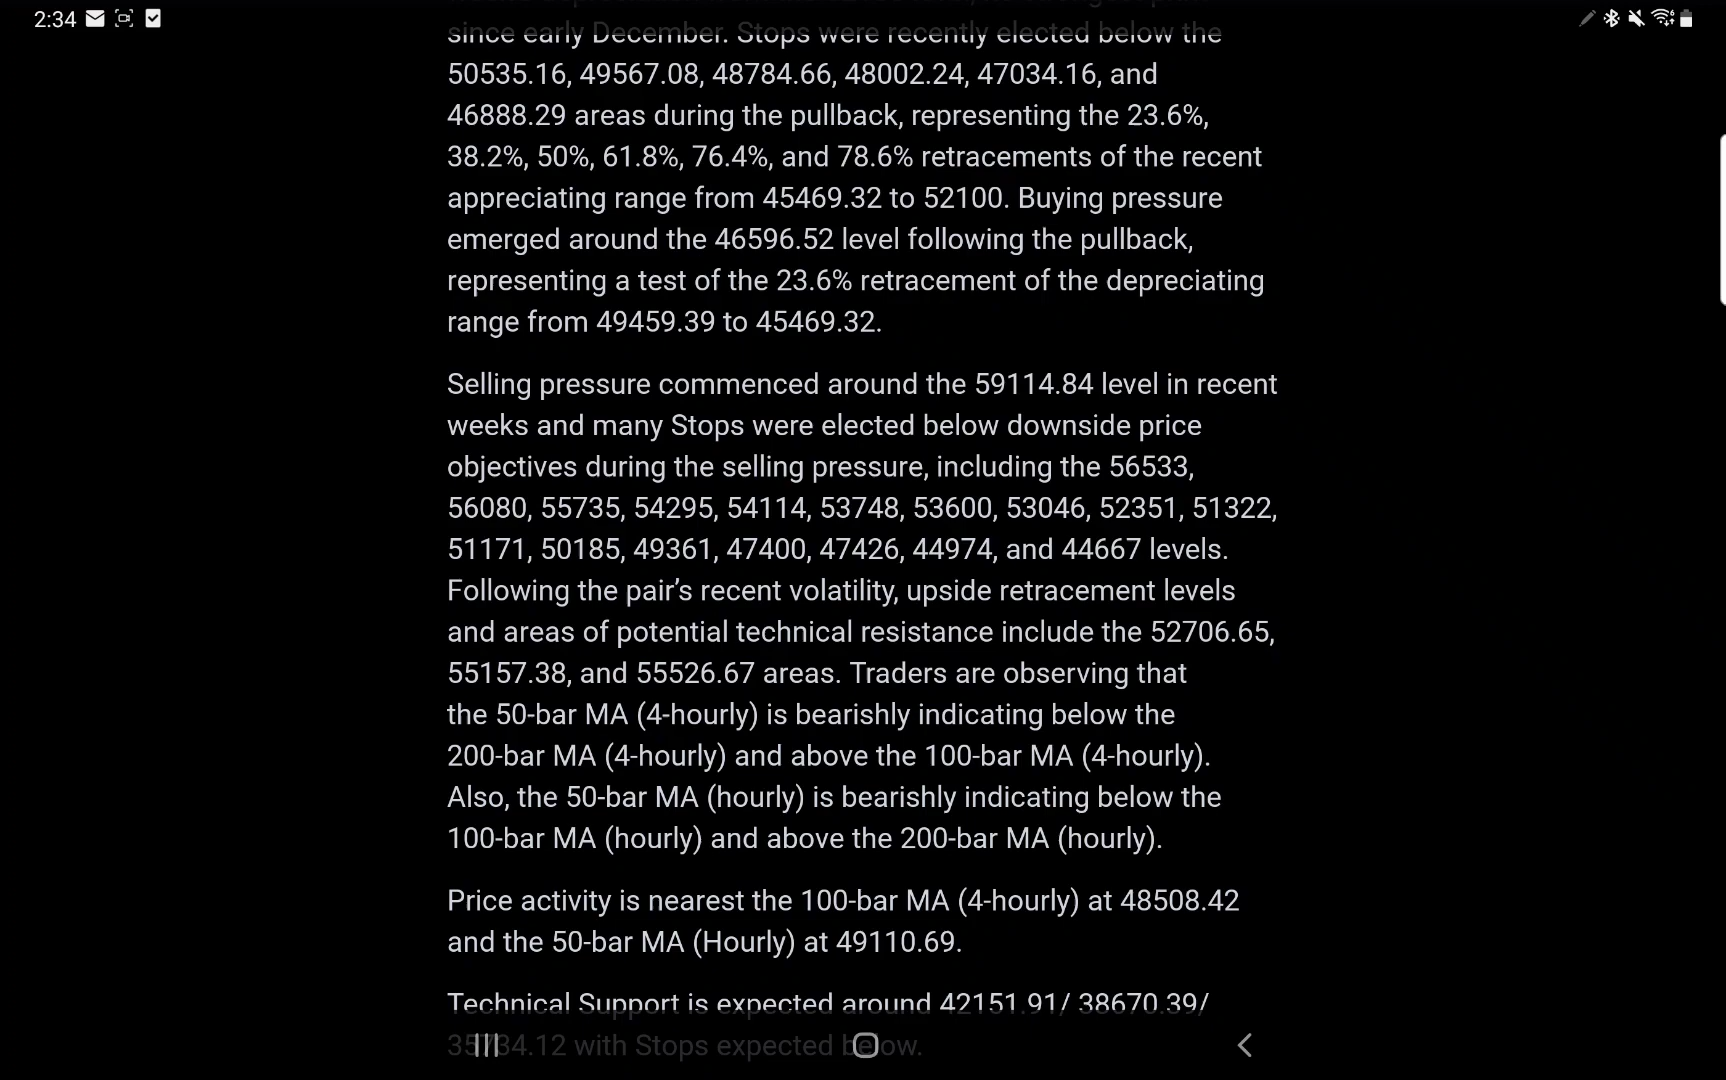 2:34
since early December. Stops were recently elected below the
50535.16, 49567.08, 48784.66, 48002.24, 47034.16, and
46888.29 areas during the pullback, representing the 23.6%,
38.2%, 50%, 61.8%, 76.4%, and 78.6% retracements of the recent
appreciating range from 45469.32 to 52100. Buying pressure
emerged around the 46596.52 level following the pullback,
representing a test of the 23.6% retracement of the depreciating
range from 49459.39 to 45469.32.
Selling pressure commenced around the 59114.84 level in recent
weeks and many Stops were elected below downside price
objectives during the selling pressure, including the 56533,
56080, 55735, 54295, 54114, 53748, 53600, 53046, 52351, 51322,
51171, 50185, 49361, 47400, 47426, 44974, and 44667 levels.
Following the pair’s recent volatility, upside retracement levels
and areas of potential technical resistance include the 52706.65,
55157.38, and 55526.67 areas. Traders are observing that
the 50-bar MA (4-hourly) is bearishly indicating below the
200-bar MA (4-hourly) and above the 100-bar MA (4-hourly).
Also, the 50-bar MA (hourly) is bearishly indicating below the
100-bar MA (hourly) and above the 200-bar MA (hourly).
Price activity is nearest the 100-bar MA (4-hourly) at 48508.42
and the 50-bar MA (Hourly) at 49110.69.
Technical Support is expected around 42151.91/ 38670.39/
with Stops expected below.